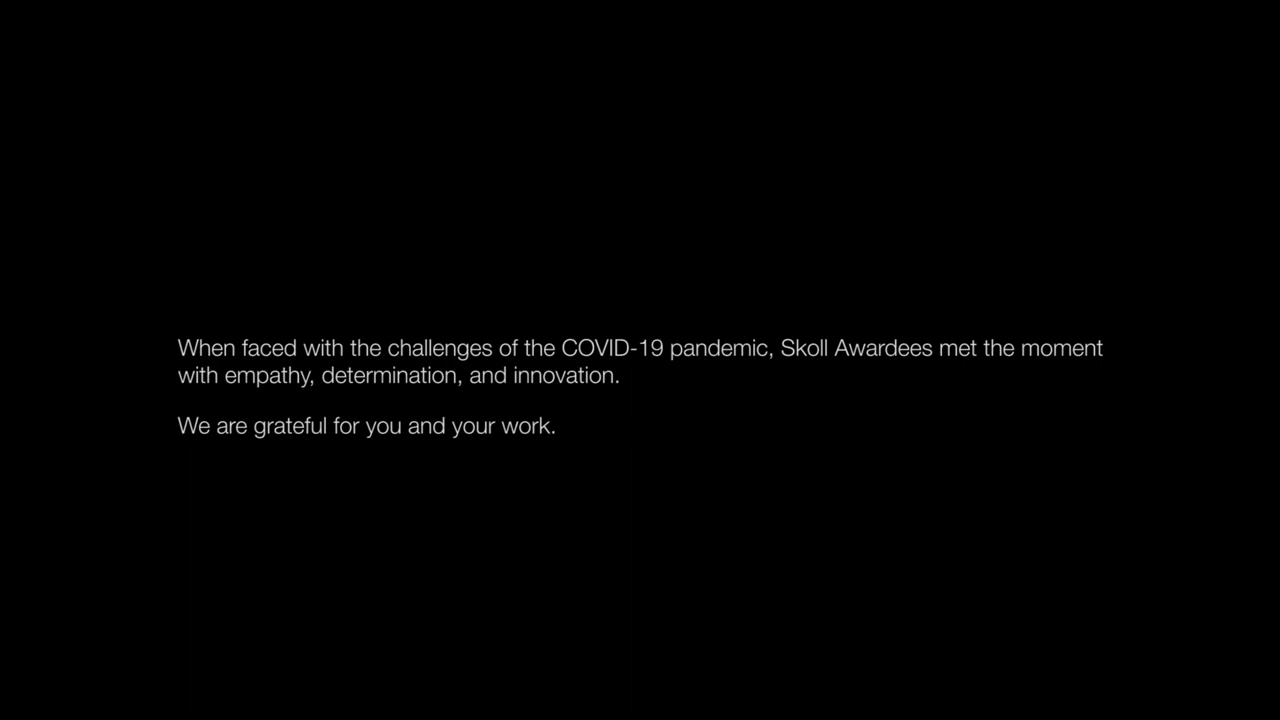 When faced with the challenges of the COVID-19 pandemic, Skoll Awardees met the moment
with empathy, determination, and innovation.
We are grateful for you and your work.